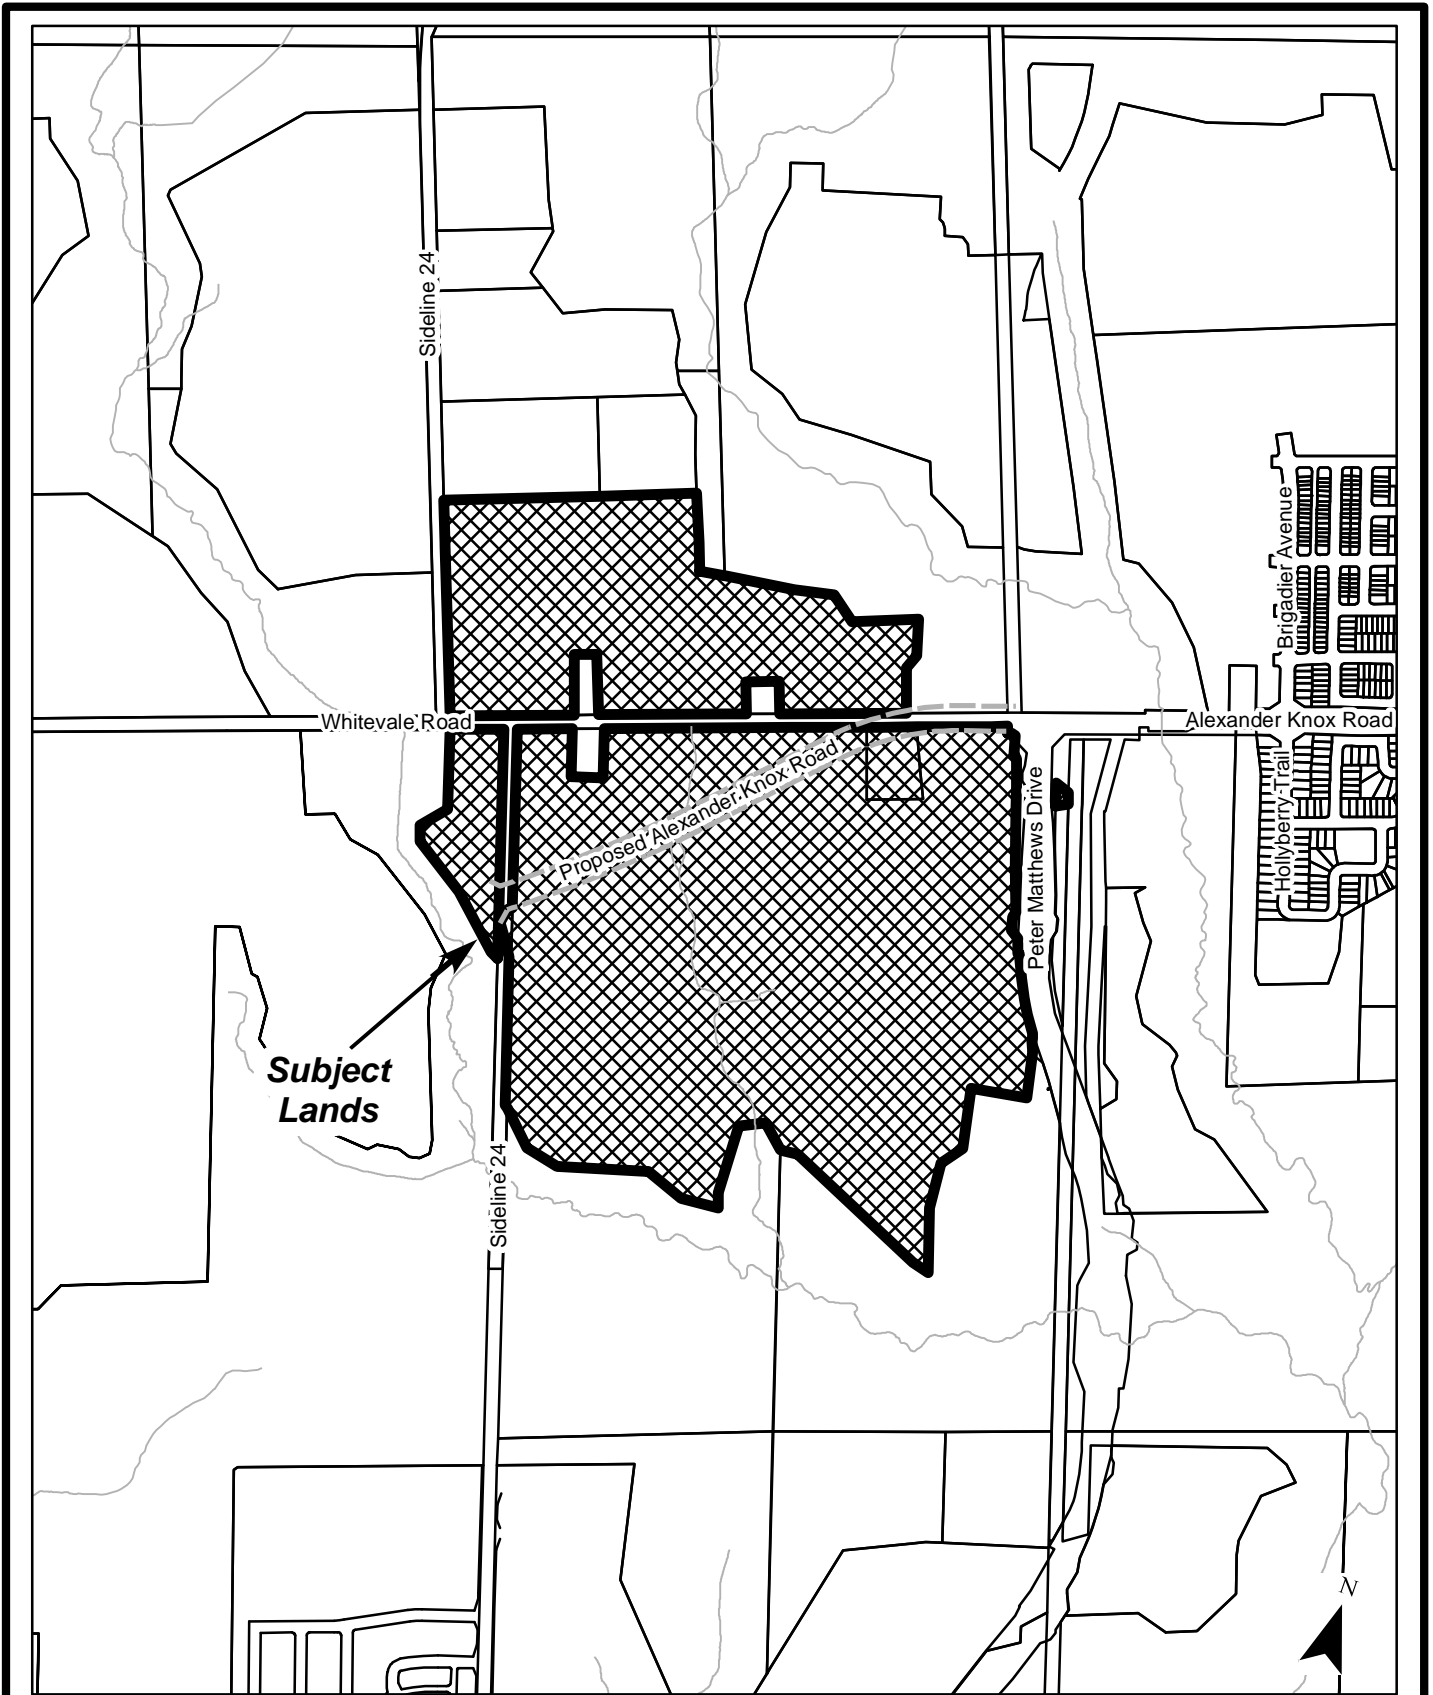 Sideline 24
Brigadier Avenue
Whitevale Road
Alexander Knox Road
Proposed Alexander Knox Road
Peter Matthews Drive
Hollyberry Trail
Subject
Lands
Sideline 24
N